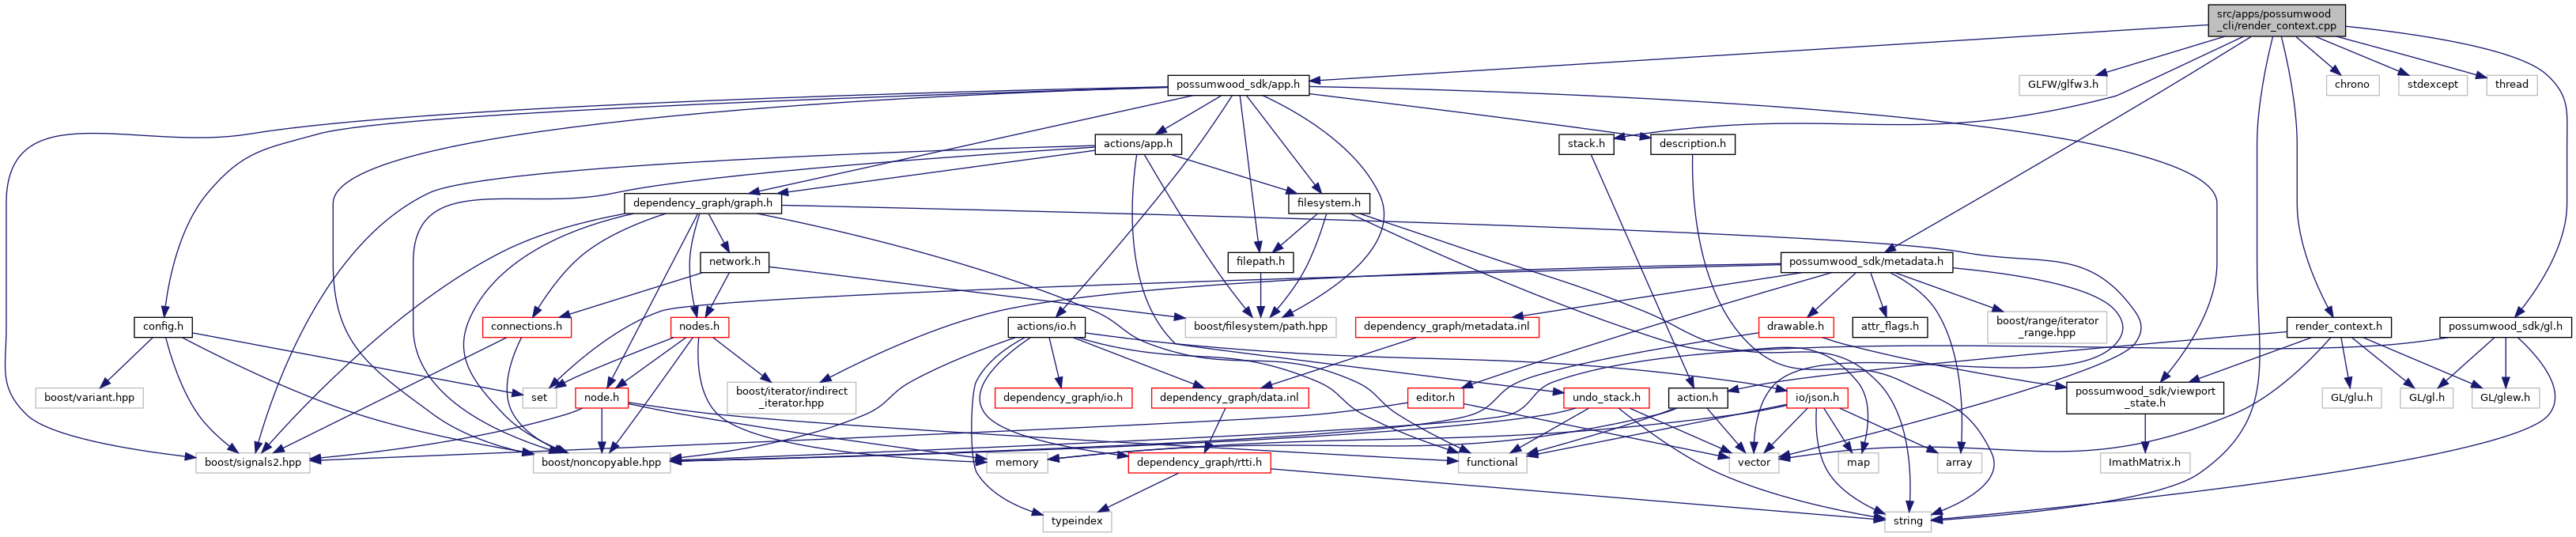 src/apps/possumwood
_cli/render_context.cpp
possumwood_sdk/app.h
GLFW/glfw3.h
chrono
stdexcept
thread
actions/app.h
stack.h
description.h
dependency_graph/graph.h
filesystem.h
network.h
filepath.h
possumwood_sdk/metadata.h
config.h
connections.h
nodes.h
actions/io.h
boost/filesystem/path.hpp
dependency_graph/metadata.inl
drawable.h
attr_flags.h
boost/range/iterator
_range.hpp
render_context.h
possumwood_sdk/gl.h
boost/variant.hpp
set
node.h
boost/iterator/indirect
_iterator.hpp
dependency_graph/io.h
dependency_graph/data.inl
editor.h
undo_stack.h
action.h
io/json.h
possumwood_sdk/viewport
_state.h
GL/glu.h
GL/gl.h
GL/glew.h
boost/signals2.hpp
boost/noncopyable.hpp
memory
dependency_graph/rtti.h
functional
vector
map
array
ImathMatrix.h
typeindex
string